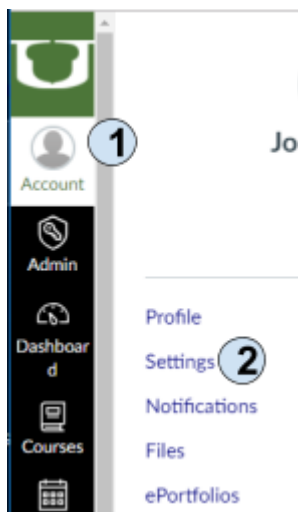 1
Jo
Account
Admin
Dashboar
d
Courses
Profile
Settings 2
Notifications
Files
ePortfolios